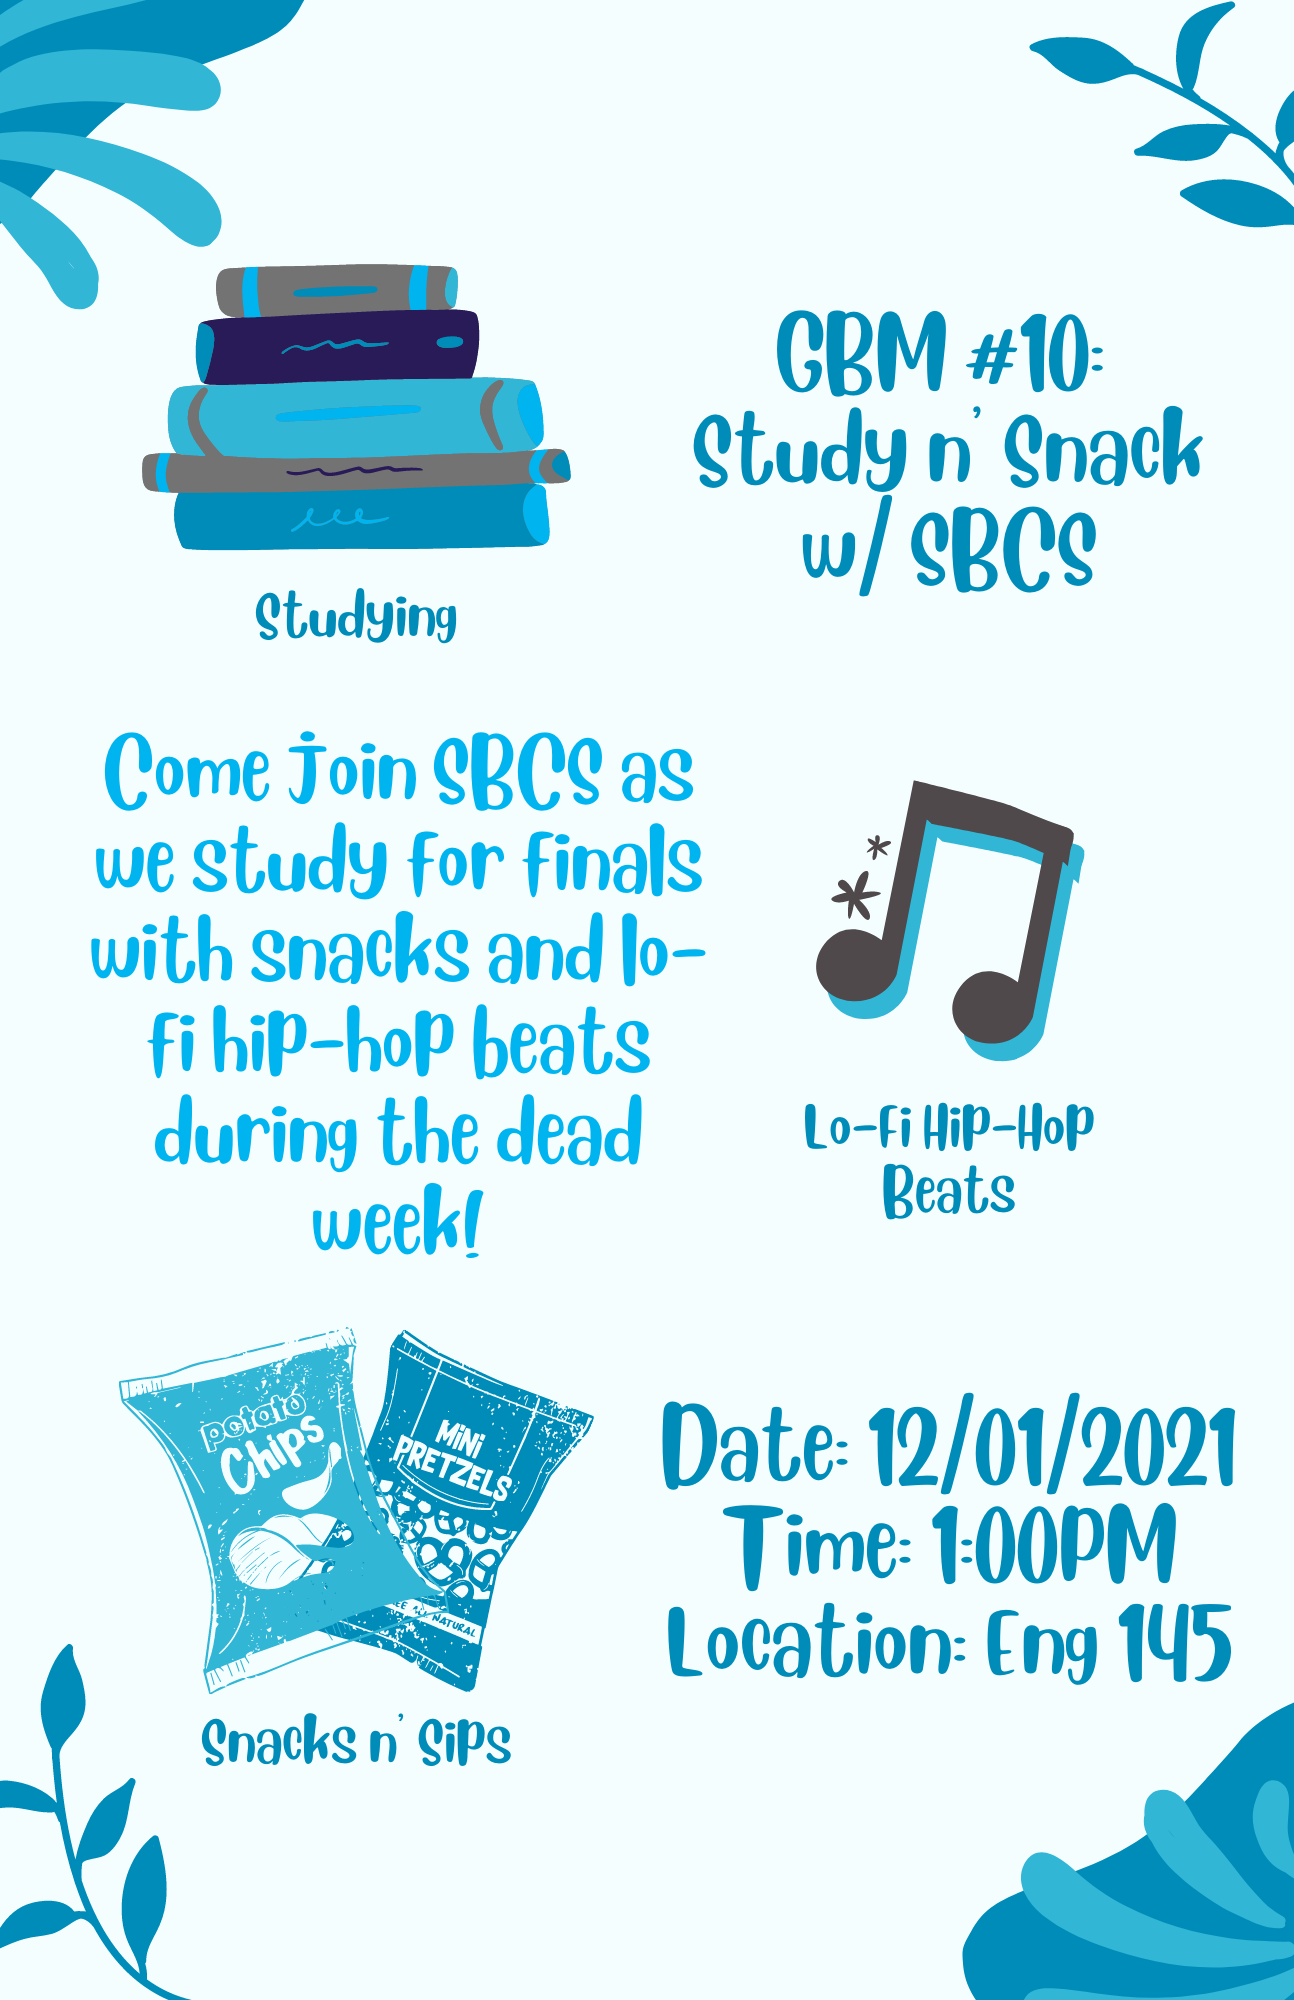 GBM #10:
Study n' Snack
w/ SBCS
Studying
Come join SBCS as
we study for finals
with snacks and lo-
fi hip-hop beats
during the dead
week!
Lo-Fi Hip-Hop
Beats
Potato
Chips
MiNi
PRETZELS
ALL NATURAL
Snacks n' Sips
Date: 12/01/2021
Time: 1:00PM
Location: Eng 145